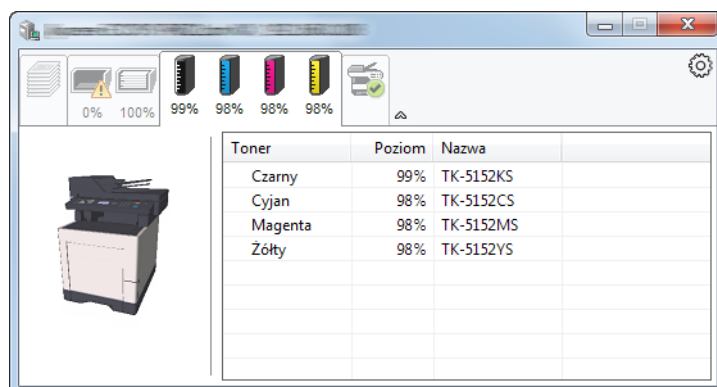 0% 100% 99% 98% 98% 98%
Toner Poziom Nazwa
Czarny 99% TK-5152KS
Cyjan 98% TK-5152CS
Magenta 98% TK-5152MS
Żółty 98% TK-5152YS